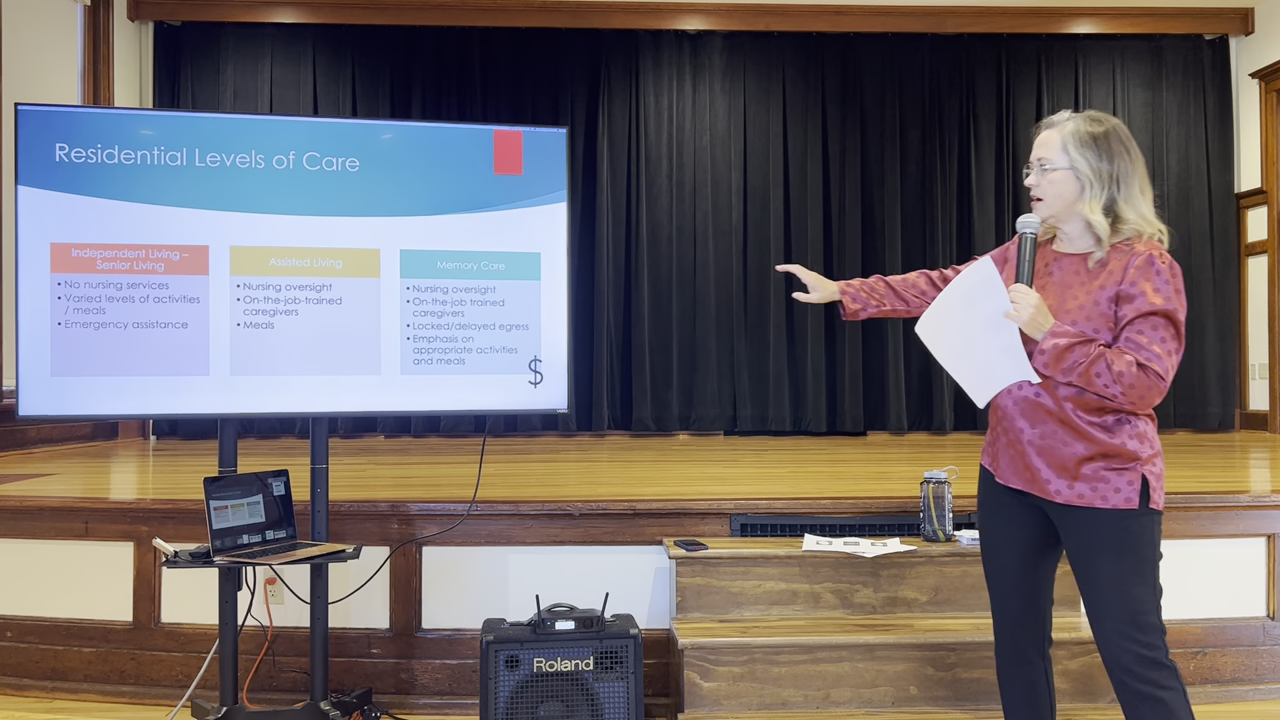 Residential Levels of Care
Independent Living –
Senior Living
• No nursing services
• Varied levels of activities
/ meals
• Emergency assistance
Assisted Living
• Nursing oversight
• On-the-job-trained
caregivers
• Meals
Memory Care
• Nursing oversight
• On-the-job trained
caregivers
• Locked/delayed egress
• Emphasis on
appropriate activities
and meals
$
Roland